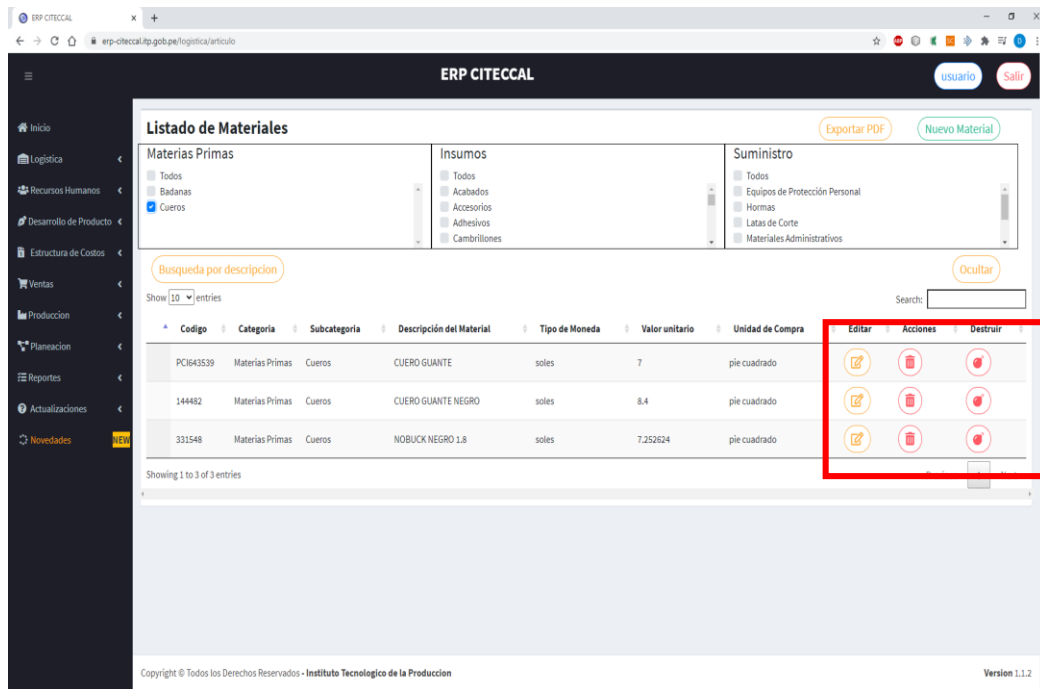 ERP CITECCAL
erp-citeccal.itp.gob.pe/logistica/articulo
ERP CITECCAL
usuario
Salir
Inicio
Logistica
Recursos Humanos
Desarrollo de Producto
Estructura de Costos
Ventas
Produccion
Planeacion
Reportes
Actualizaciones
Novedades NEW
Listado de Materiales
Exportar PDF
Nuevo Material
Materias Primas
Todos
Badanas
Cueros
Insumos
Todos
Acabados
Accesorios
Adhesivos
Cambrillones
Suministro
Todos
Equipos de Protección Personal
Hormas
Latas de Corte
Materiales Administrativos
Busqueda por descripcion
Ocultar
Show 10 entries
Search:
Codigo Categoria Subcategoria Descripción del Material Tipo de Moneda Valor unitario Unidad de Compra Editar Acciones Destruir
PCI643539 Materias Primas Cueros CUERO GUANTE soles 7 pie cuadrado
144482 Materias Primas Cueros CUERO GUANTE NEGRO soles 8.4 pie cuadrado
331548 Materias Primas Cueros NOBUCK NEGRO 1.8 soles 7.252624 pie cuadrado
Showing 1 to 3 of 3 entries
Copyright © Todos los Derechos Reservados - Instituto Tecnologico de la Produccion
Version 1.1.2